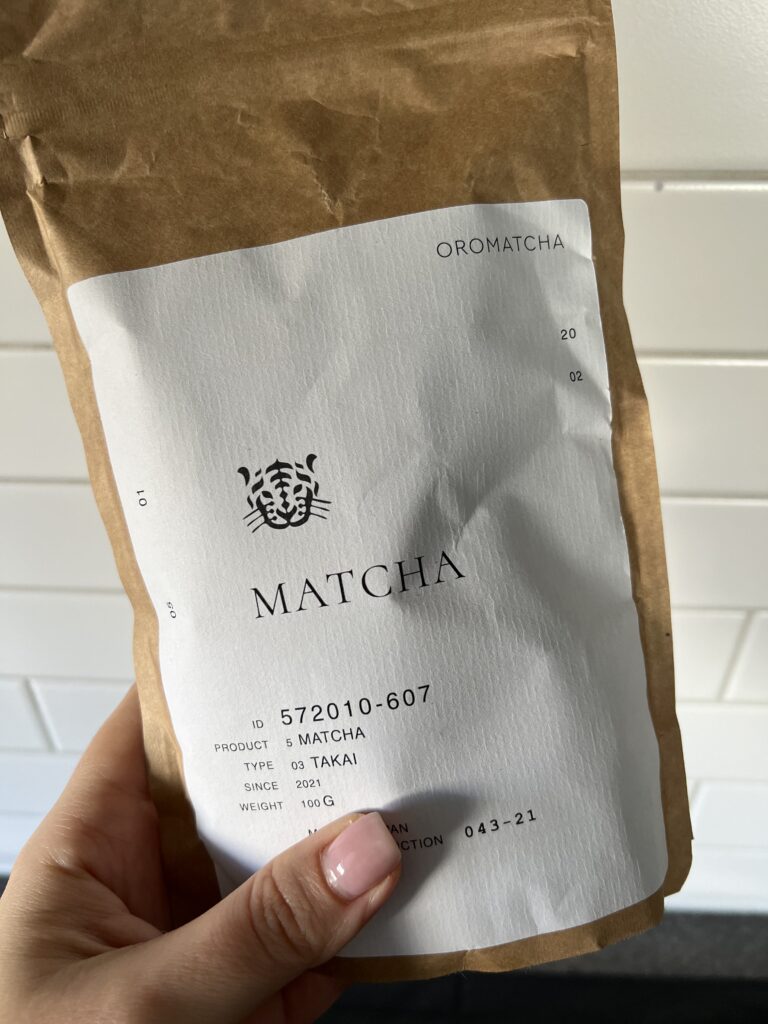 OROMATCHA
20
02
01
MATCHA
ID 572010-607
PRODUCT 5 MATCHA
TYPE 03 TAKAI
SINCE 2021
WEIGHT 100G
043-21